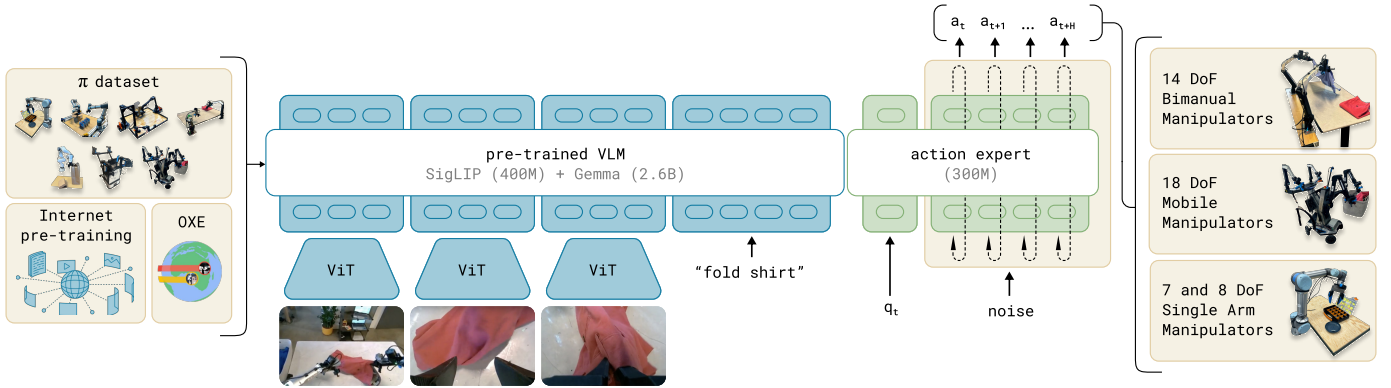 π dataset
Internet
pre-training
OXE
pre-trained VLM
SigLIP (400M) + Gemma (2.6B)
ViT
ViT
ViT
“fold shirt”
action expert
(300M)
qₜ
noise
aₜ aₜ₊₁ … aₜ₊H
14 DoF
Bimanual
Manipulators
18 DoF
Mobile
Manipulators
7 and 8 DoF
Single Arm
Manipulators